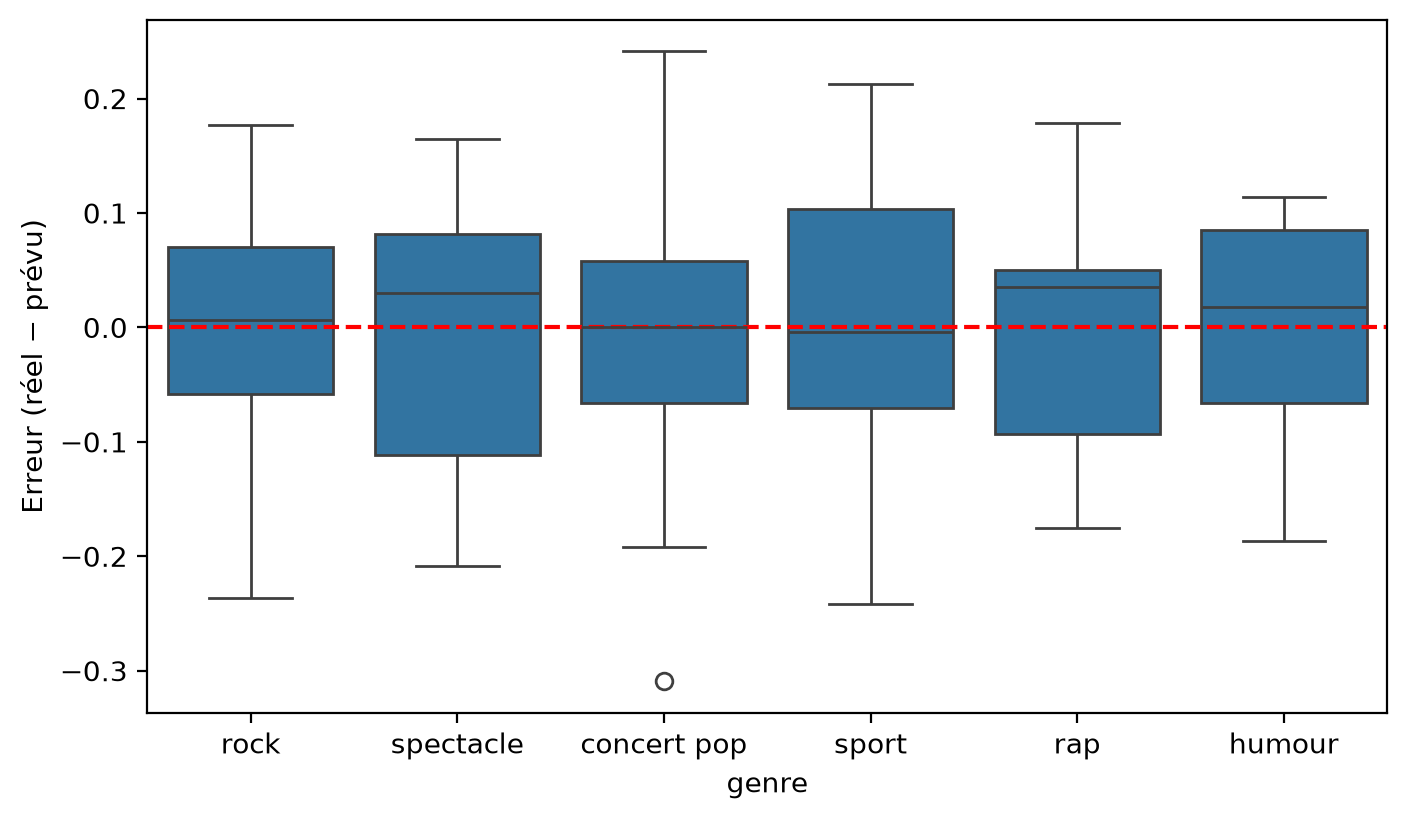 Erreur (réel − prévu)
0.2
0.1
0.0
−0.1
−0.2
−0.3
rock spectacle concert pop sport rap humour
genre